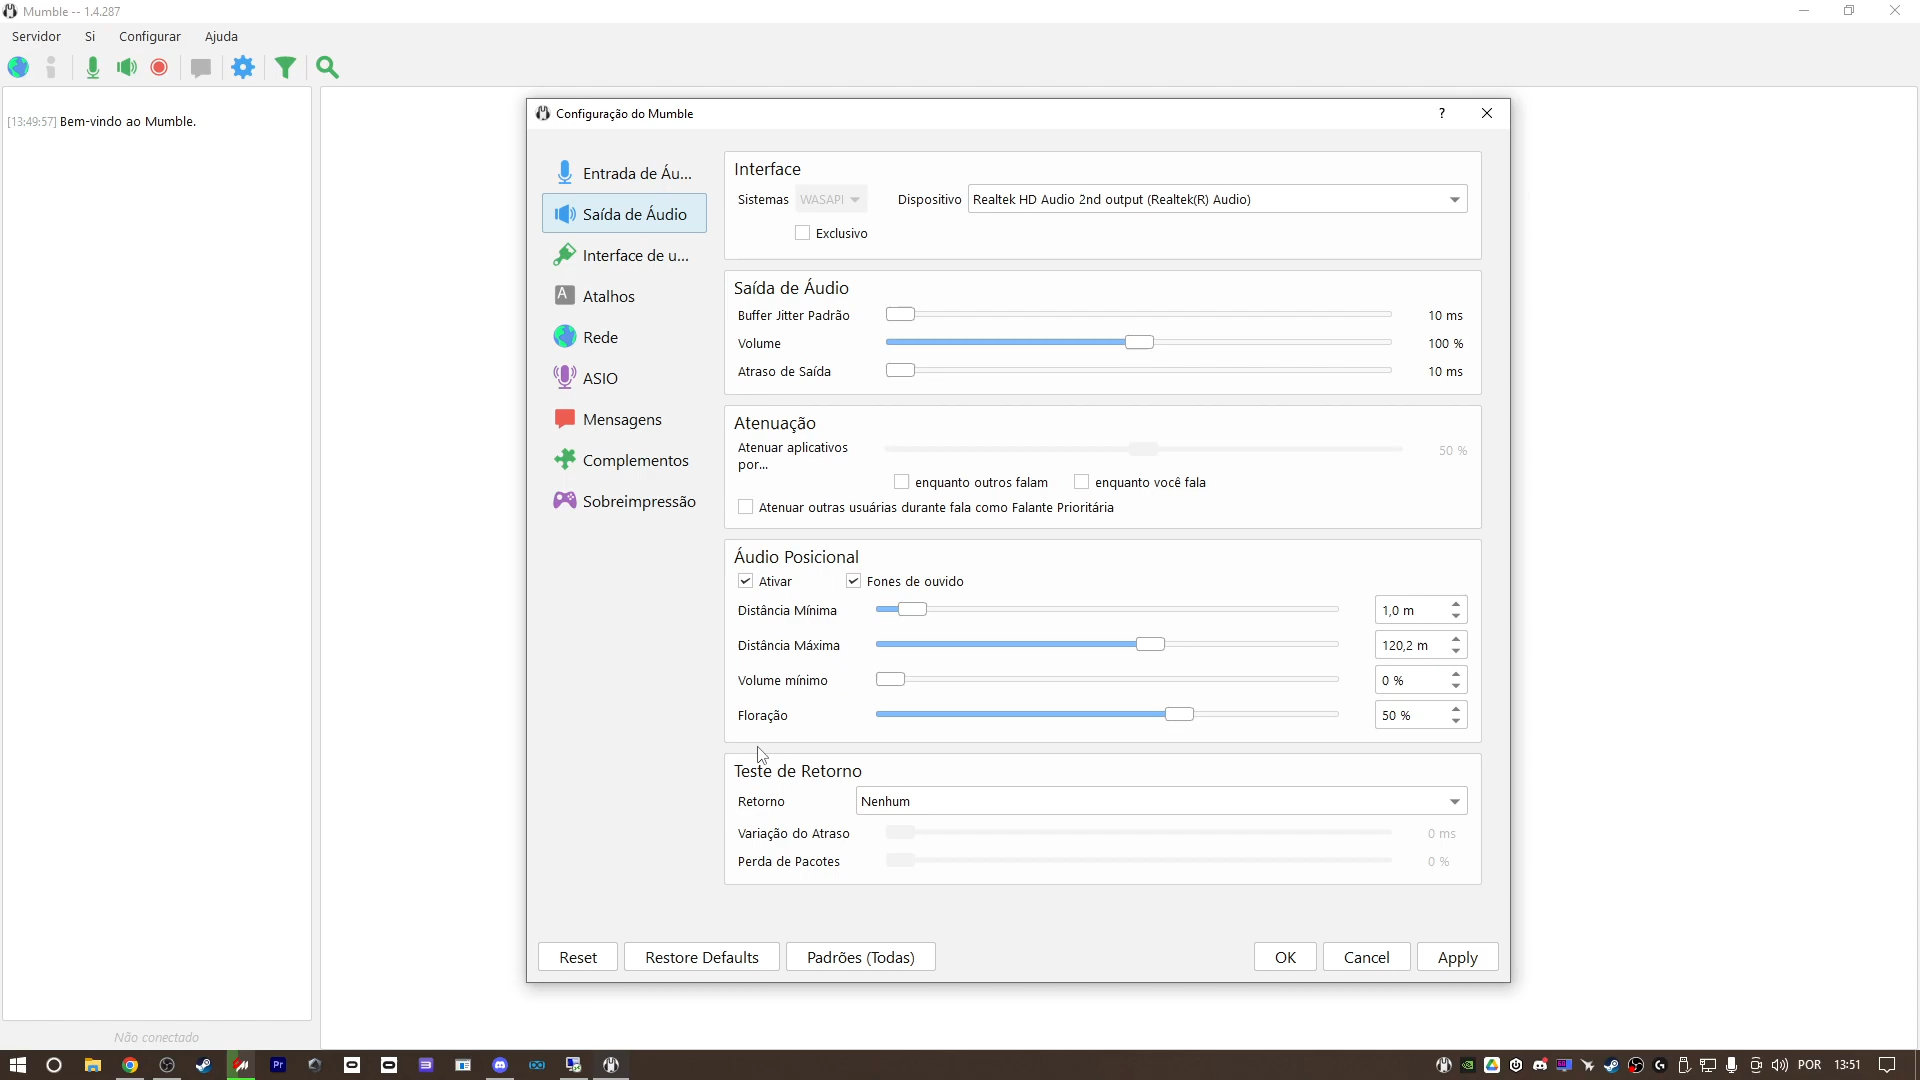 Mumble -- 1.4.287
Servidor Si Configurar Ajuda
[13:49:57] Bem-vindo ao Mumble.
Não conectado
Configuração do Mumble
?
Entrada de Áu...
Saída de Áudio
Interface de u...
A Atalhos
Rede
ASIO
Mensagens
Complementos
Sobreimpressão
Interface
Sistemas WASAPI Dispositivo Realtek HD Audio 2nd output (Realtek(R) Audio)
Exclusivo
Saída de Áudio
Buffer Jitter Padrão 10 ms
Volume 100 %
Atraso de Saída 10 ms
Atenuação
Atenuar aplicativos
por... 50 %
enquanto outros falam enquanto você fala
Atenuar outras usuárias durante fala como Falante Prioritária
Áudio Posicional
Ativar Fones de ouvido
Distância Mínima 1,0 m
Distância Máxima 120,2 m
Volume mínimo 0 %
Floração 50 %
Teste de Retorno
Retorno Nenhum
Variação do Atraso 0 ms
Perda de Pacotes 0 %
Reset Restore Defaults Padrões (Todas) OK Cancel Apply
Pr POR 13:51